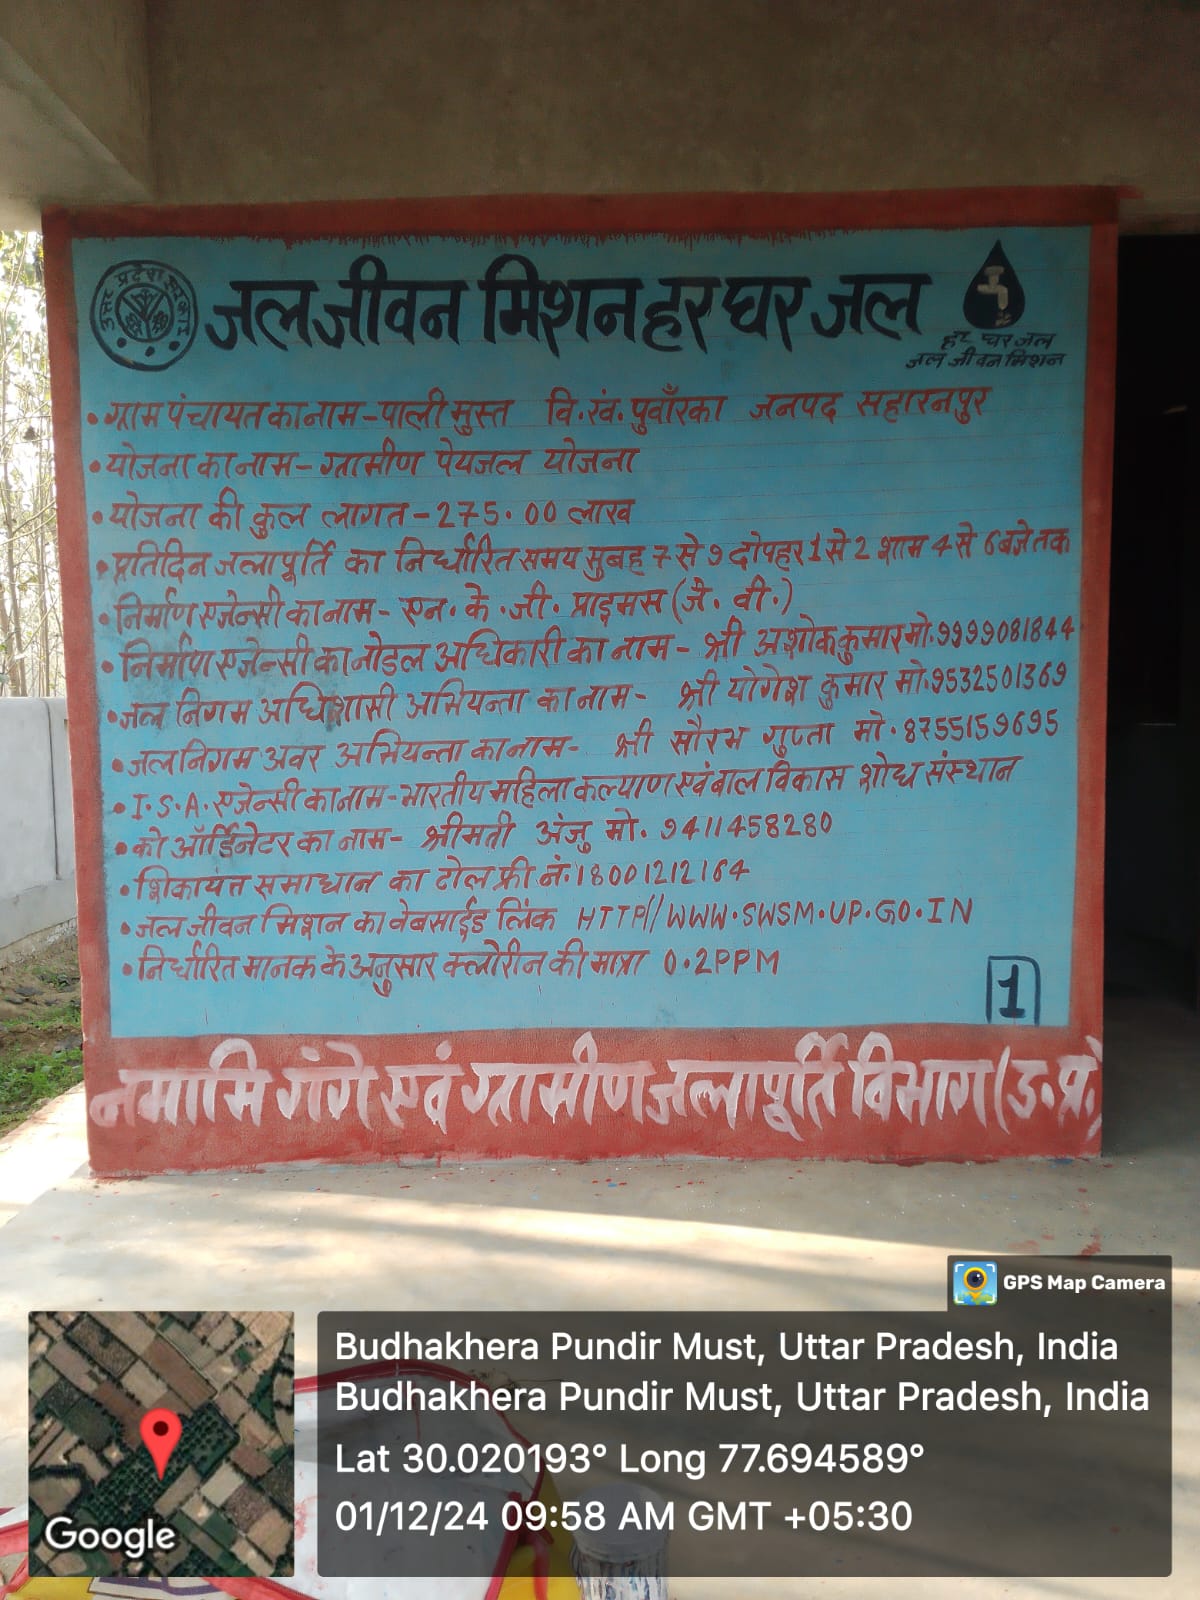 उत्तर प्रदेश सरकार
जल जीवन मिशन हर घर जल
हर घर जल
जल जीवन मिशन
• ग्राम पंचायत का नाम - पाली मुस्त वि.खं. पुवाँरका जनपद सहारनपुर
• योजना का नाम - ग्रामीण पेयजल योजना
• योजना की कुल लागत - 275.00 लाख
• प्रतिदिन जलापूर्ति का निर्धारित समय सुबह 7 से 9 दोपहर 1 से 2 शाम 4 से 6 बजे तक
• निर्माण एजेन्सी का नाम - एन. के .जी. प्राइमस (जे. वी.)
• निर्माण एजेन्सी का नोडल अधिकारी का नाम - श्री अशोक कुमार मो. 9999081844
• जल निगम अधिशासी अभियन्ता का नाम - श्री योगेश कुमार मो. 9532501369
• जल निगम अवर अभियन्ता का नाम - श्री सौरभ गुप्ता मो. 8755159695
• I.S.A. एजेन्सी का नाम - भारतीय महिला कल्याण एवं बाल विकास शोध संस्थान
• को ऑर्डिनेटर का नाम - श्रीमती अंजु मो. 9411458280
• शिकायत समाधान का टोल फ्री नं. 18001212164
• जल जीवन मिशन का वेबसाईड लिंक HTTP//WWW.SWSM.UP.GO.IN
• निर्धारित मानक के अनुसार क्लोरीन की मात्रा 0.2PPM
1
नमामि गंगे एवं ग्रामीण जलापूर्ति विभाग (उ.प्र.)
GPS Map Camera
Budhakhera Pundir Must, Uttar Pradesh, India
Budhakhera Pundir Must, Uttar Pradesh, India
Lat 30.020193° Long 77.694589°
01/12/24 09:58 AM GMT +05:30
Google